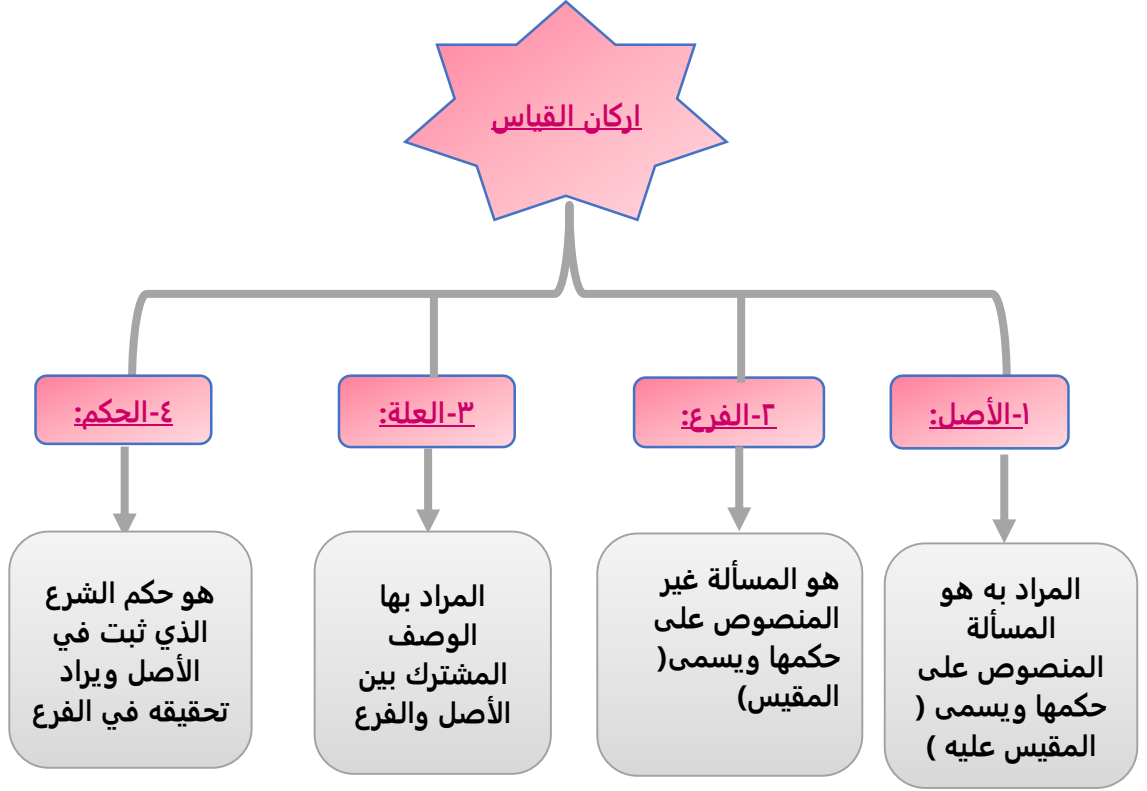 اركان القياس
١-الأصل:
المراد به هو
المسألة
المنصوص على
حكمها ويسمى (
المقيس عليه )
٢-الفرع:
هو المسألة غير
المنصوص على
حكمها ويسمى(
المقيس)
٣-العلة:
المراد بها
الوصف
المشترك بين
الأصل والفرع
٤-الحكم:
هو حكم الشرع
الذي ثبت في
الأصل ويراد
تحقيقه في الفرع